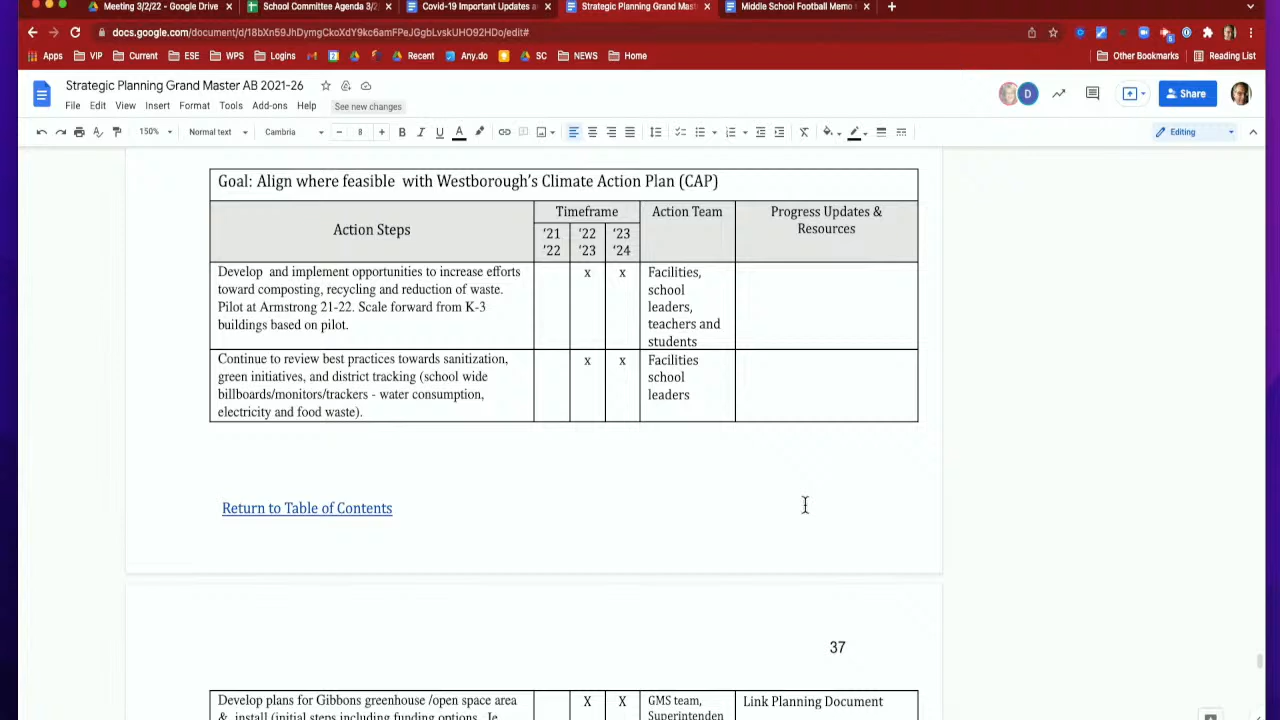 Meeting 3/2/22 - Google Drive
School Committee Agenda 3/2
Covid-19 Important Updates a
Strategic Planning Grand Mast
Middle School Football Memo
docs.google.com/document/d/18bXn59JhDymgCkoXdY9kc6amFPeJGgbLvskUHO92HDo/edit#
Apps VIP Current ESE WPS Logins Recent Any.do SC NEWS Home Other Bookmarks Reading List
Strategic Planning Grand Master AB 2021-26
File Edit View Insert Format Tools Add-ons Help See new changes
D
Share
150% Normal text Cambria 8 Editing
Goal: Align where feasible with Westborough's Climate Action Plan (CAP)
Action Steps
Timeframe
Action Team
Progress Updates &
Resources
'21 '22 '23
'22 '23 '24
Develop and implement opportunities to increase efforts
toward composting, recycling and reduction of waste.
Pilot at Armstrong 21-22. Scale forward from K-3
buildings based on pilot.
x x
Facilities,
school
leaders,
teachers and
students
Continue to review best practices towards sanitization,
green initiatives, and district tracking (school wide
billboards/monitors/trackers - water consumption,
electricity and food waste).
x x
Facilities
school
leaders
Return to Table of Contents
37
Develop plans for Gibbons greenhouse /open space area
& install (initial steps including funding options.
X X
GMS team,
Superintenden
Link Planning Document